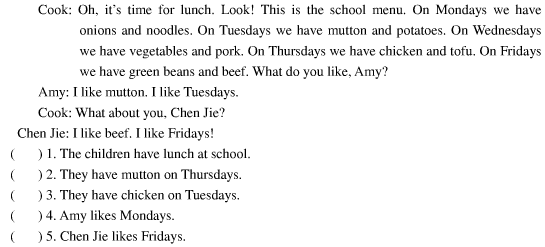 Cook: Oh, it's time for lunch. Look! This is the school menu. On Mondays we have
onions and noodles. On Tuesdays we have mutton and potatoes. On Wednesdays
we have vegetables and pork. On Thursdays we have chicken and tofu. On Fridays
we have green beans and beef. What do you like, Amy?
Amy: I like mutton. I like Tuesdays.
Cook: What about you, Chen Jie?
Chen Jie: I like beef. I like Fridays!
(    ) 1. The children have lunch at school.
(    ) 2. They have mutton on Thursdays.
(    ) 3. They have chicken on Tuesdays.
(    ) 4. Amy likes Mondays.
(    ) 5. Chen Jie likes Fridays.